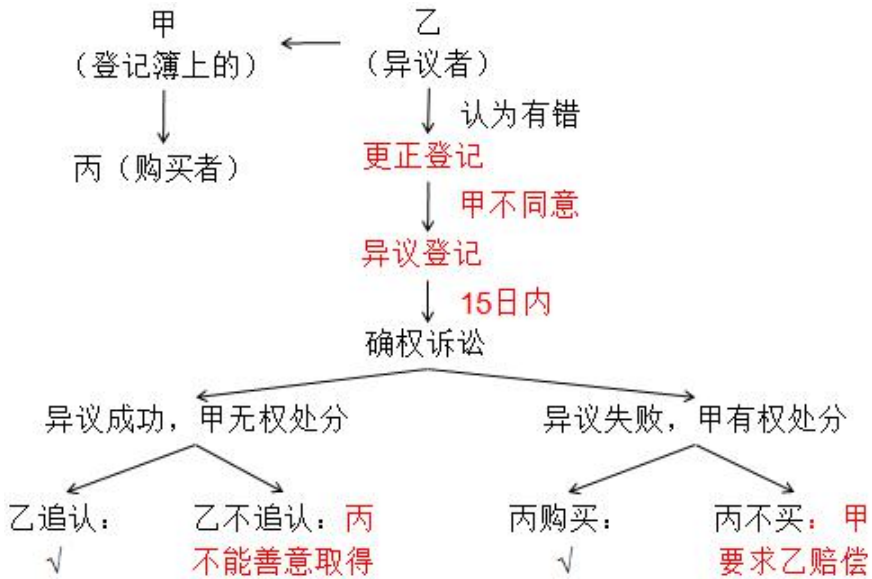 甲 乙
(登记簿上的) (异议者)
认为有错
丙(购买者) 更正登记
甲不同意
异议登记
15日内
确权诉讼
异议成功,甲无权处分 异议失败,甲有权处分
乙追认: 乙不追认:丙 丙购买: 丙不买:甲
√ 不能善意取得 √ 要求乙赔偿